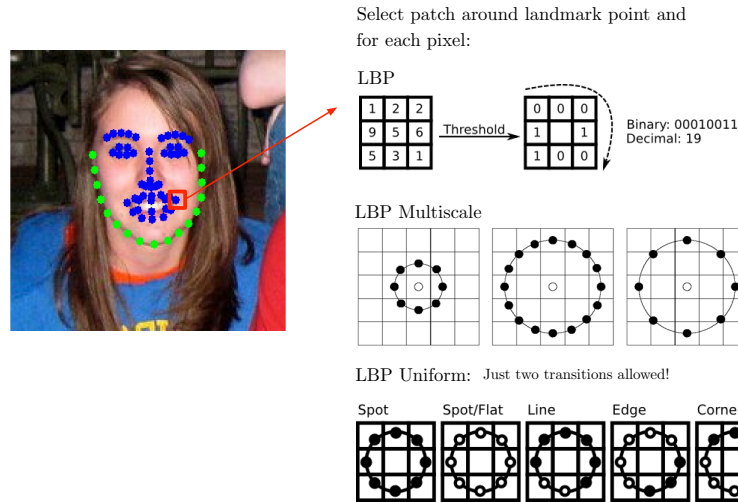 Select patch around landmark point and
for each pixel:
LBP
1 2 2
9 5 6
5 3 1
Threshold
0 0 0
1 1
1 0 0
Binary: 00010011
Decimal: 19
LBP Multiscale
LBP Uniform: Just two transitions allowed!
Spot Spot/Flat Line Edge Corne